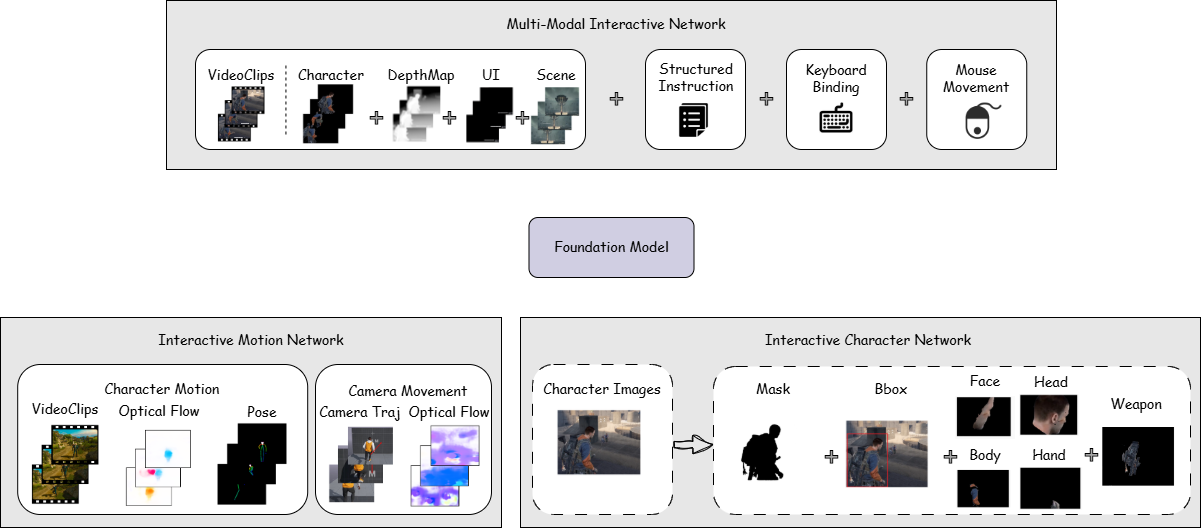 Multi-Modal Interactive Network
VideoClips
Character
DepthMap
UI
Scene
Structured
Instruction
Keyboard
Binding
Mouse
Movement
Foundation Model
Interactive Motion Network
Character Motion
VideoClips
Optical Flow
Pose
Camera Movement
Camera Traj
Optical Flow
Interactive Character Network
Character Images
Mask
Bbox
Face
Head
Body
Hand
Weapon